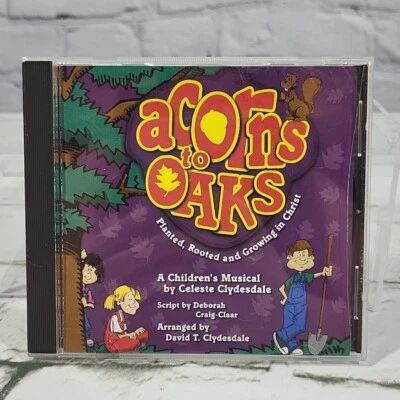 acorns
to
OAKS
Planted, Rooted and Growing in Christ
A Children's Musical
by Celeste Clydesdale
Script by Deborah
Craig-Claar
Arranged by
David T. Clydesdale